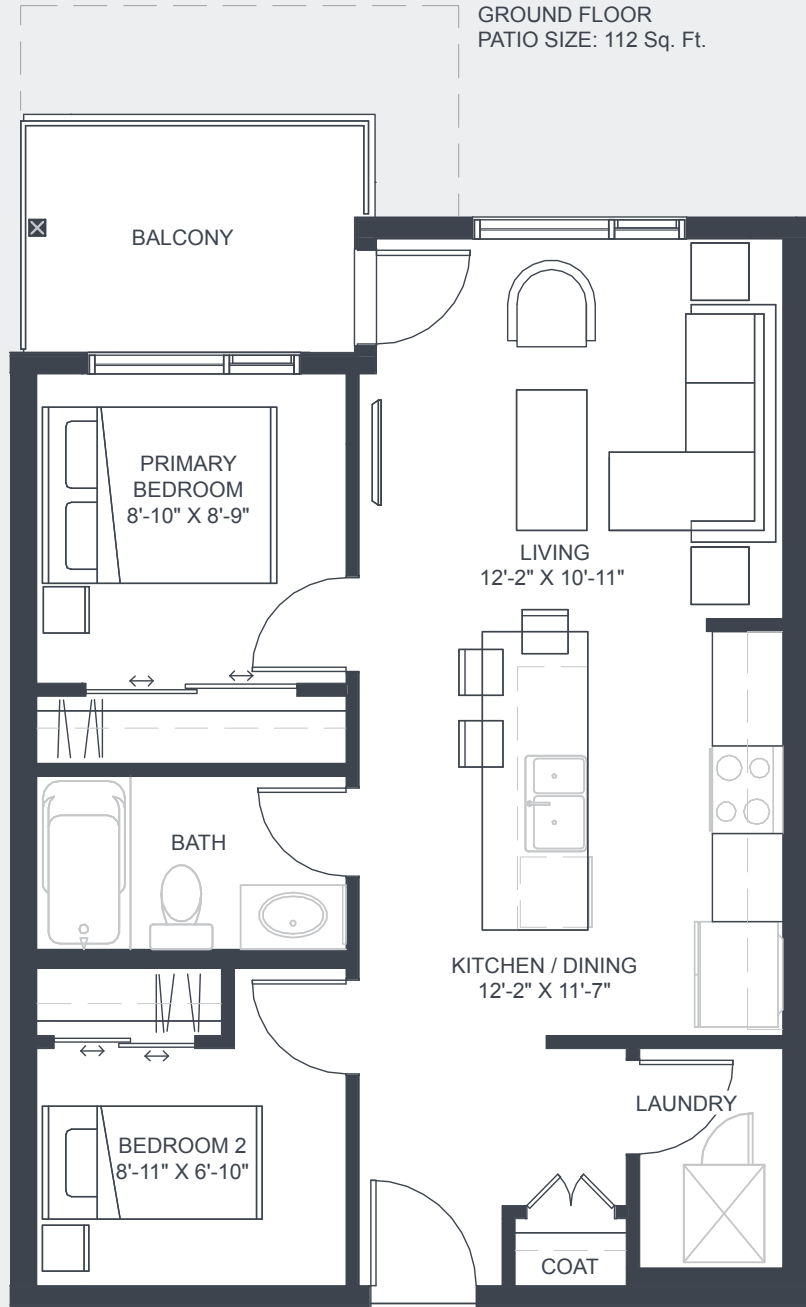 GROUND FLOOR
PATIO SIZE: 112 Sq. Ft.
BALCONY
PRIMARY
BEDROOM
8'-10" X 8'-9"
LIVING
12'-2" X 10'-11"
BATH
KITCHEN / DINING
12'-2" X 11'-7"
LAUNDRY
BEDROOM 2
8'-11" X 6'-10"
COAT